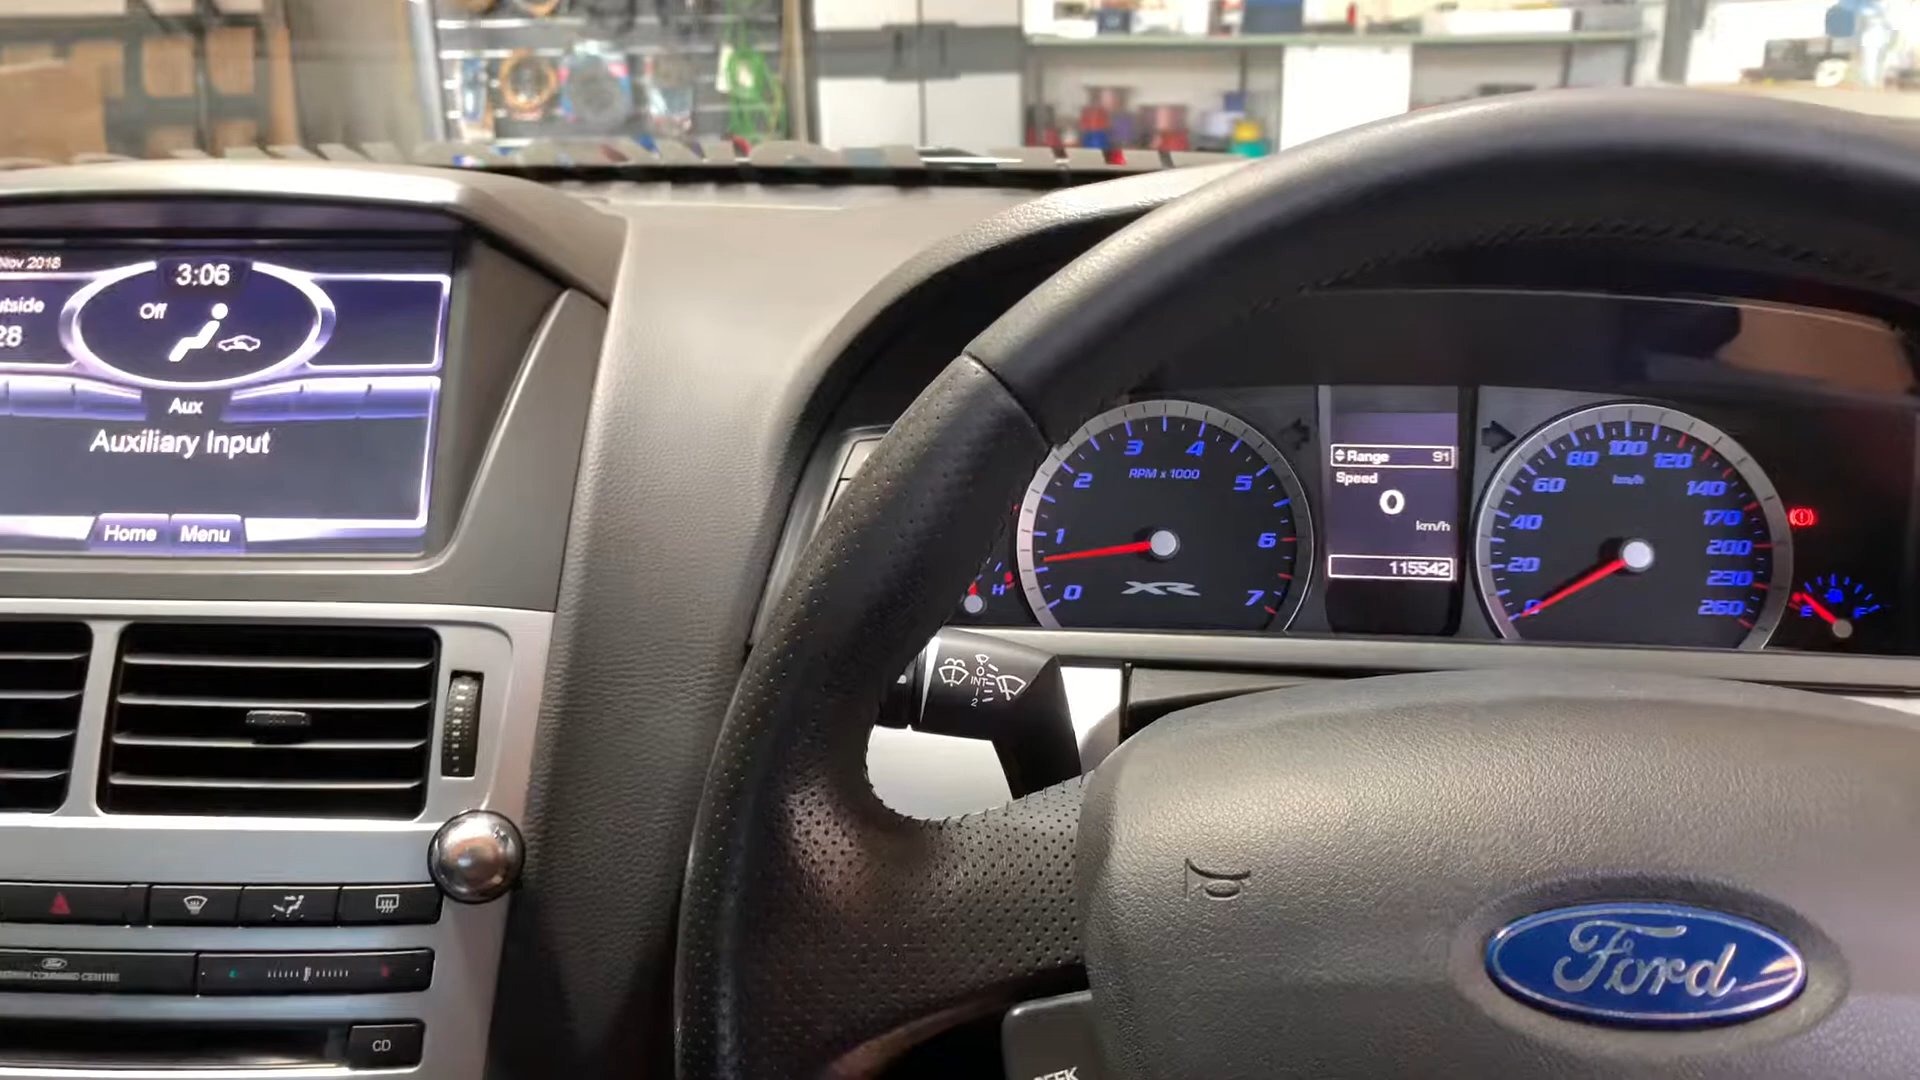 Nov 2018
3:06
Off
28
Aux
Auxiliary Input
Home Menu
CD
H
0
1
2
3
4
5
6
7
RPM x 1000
XR
Range 91
Speed
0
km/h
115542
0
20
40
60
80
100
120
140
170
200
230
260
km/h
E F
O
INT
2
Ford